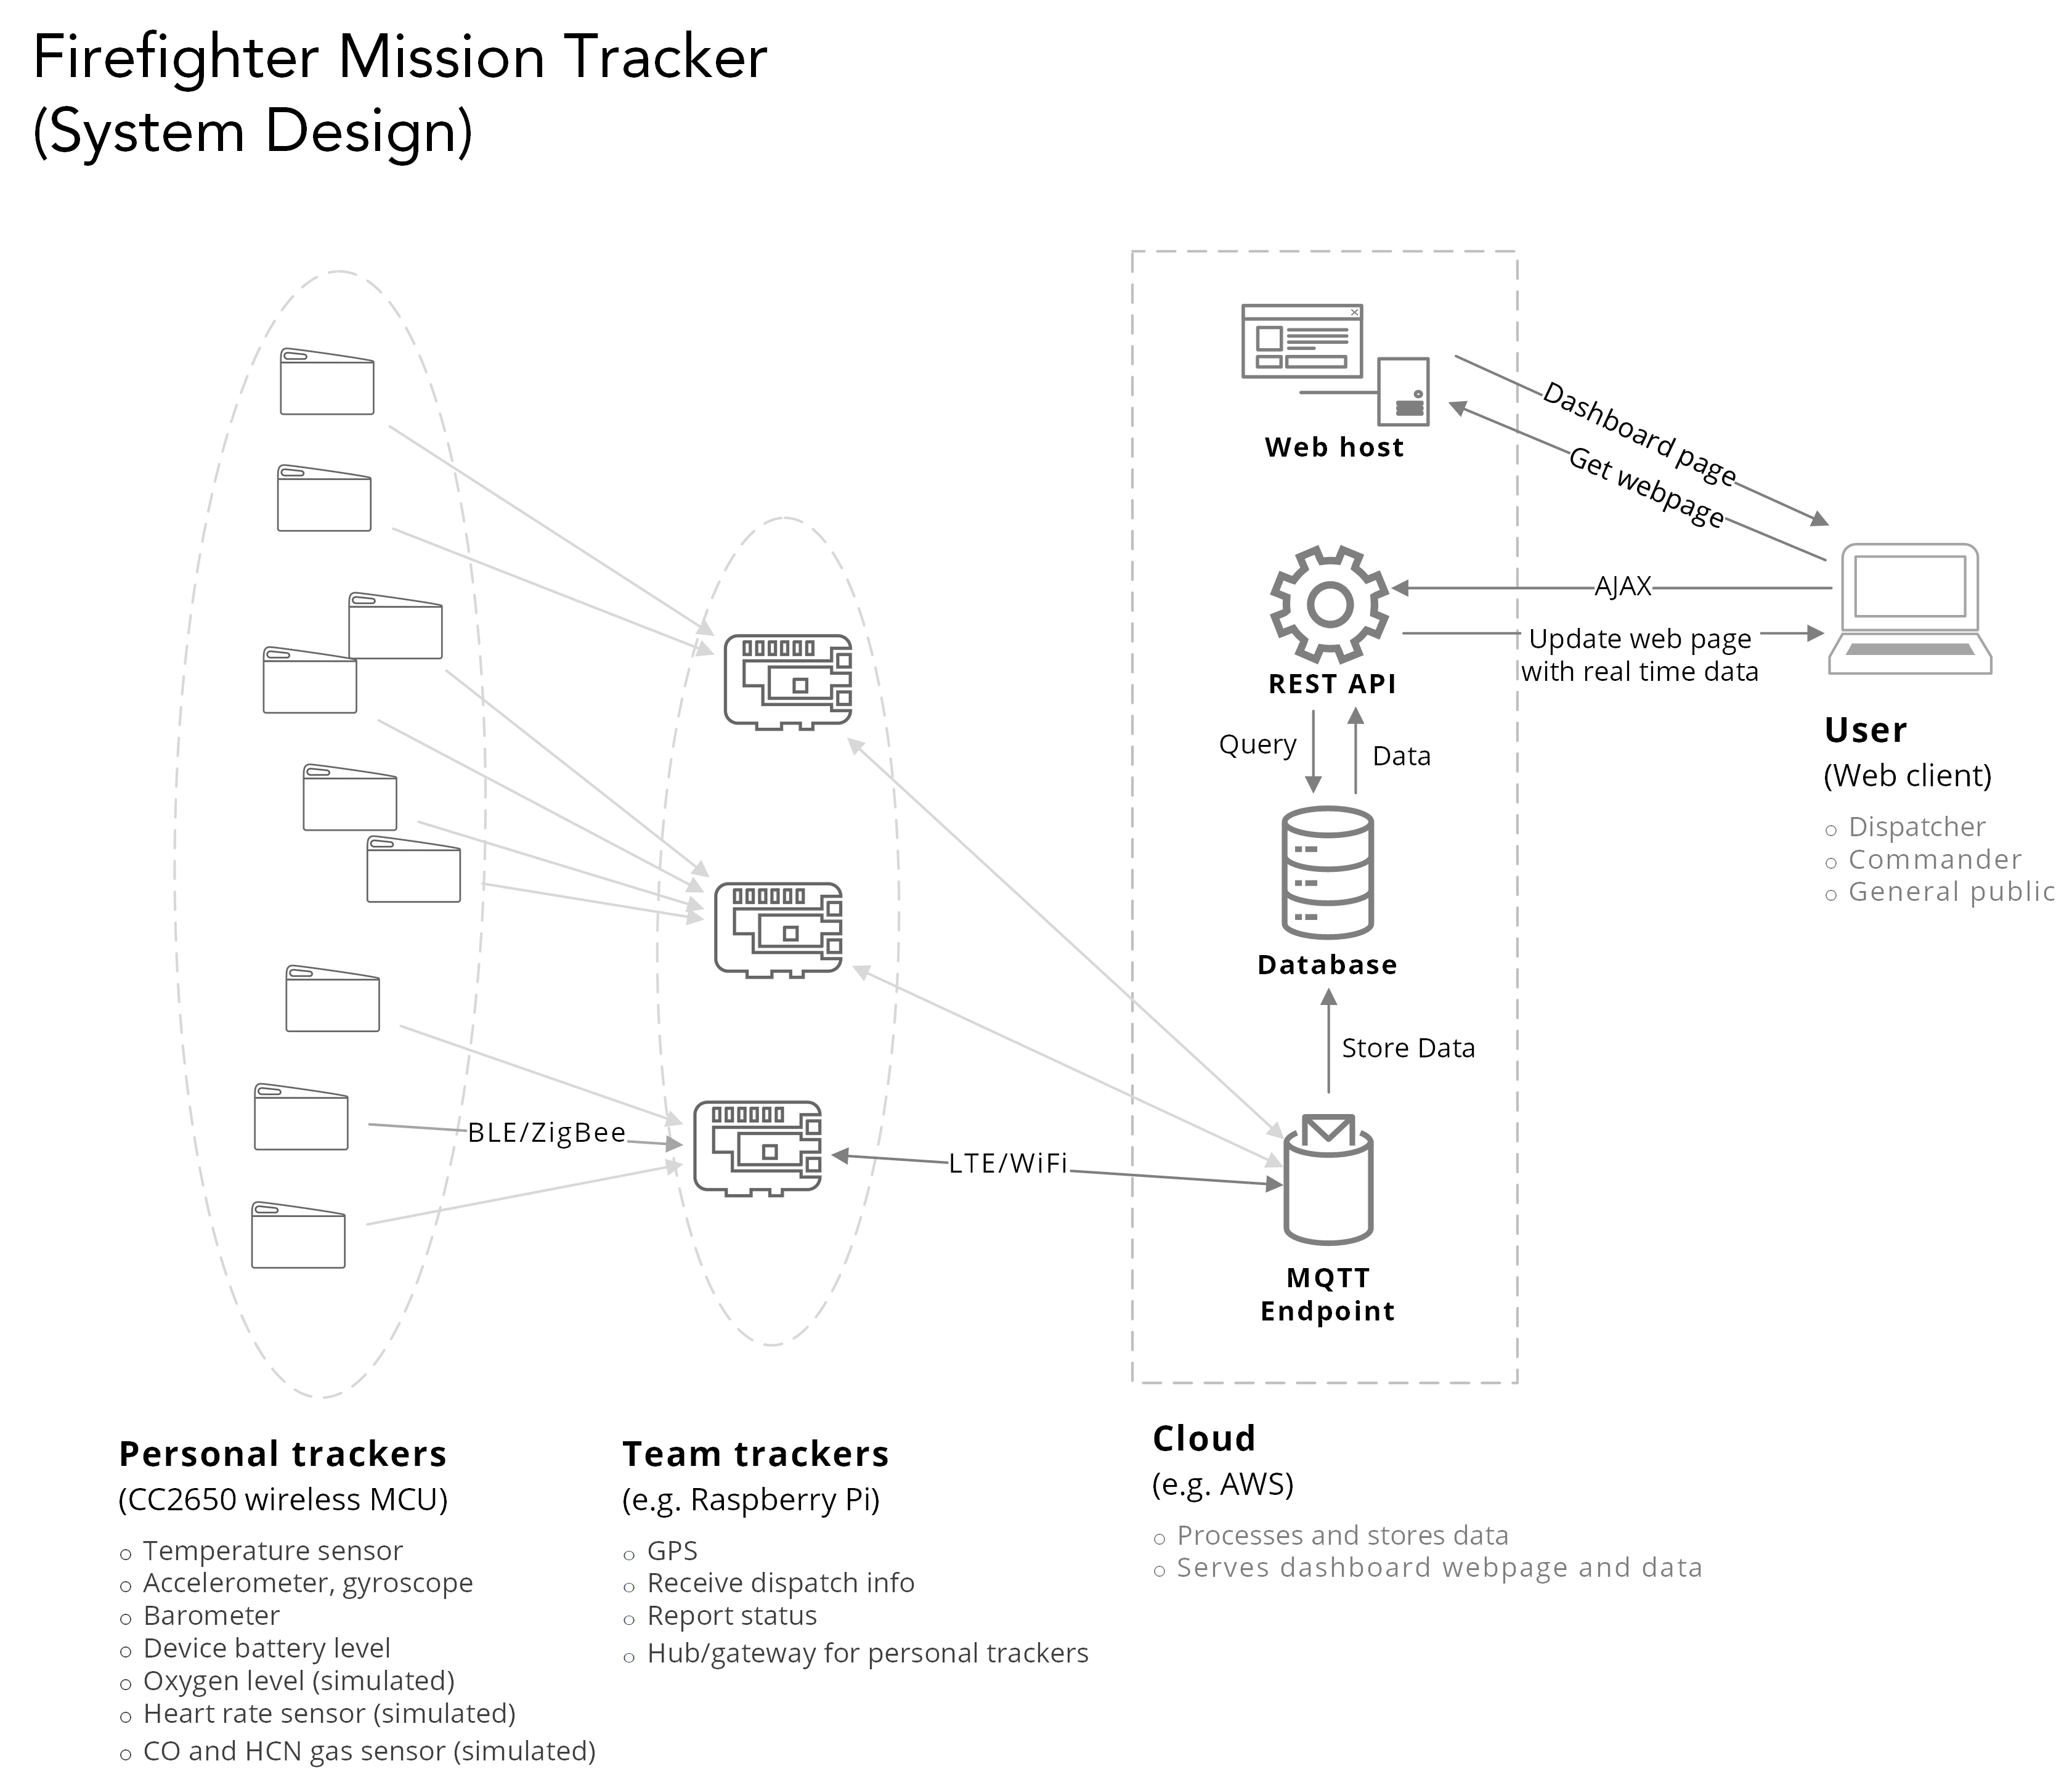 Firefighter Mission Tracker
(System Design)
Web host
Dashboard page
Get webpage
AJAX
Update web page
with real time data
REST API
Query
Data
User
(Web client)
Dispatcher
Commander
General public
Database
Store Data
BLE/ZigBee
LTE/WiFi
MQTT
Endpoint
Personal trackers
(CC2650 wireless MCU)
Temperature sensor
Accelerometer, gyroscope
Barometer
Device battery level
Oxygen level (simulated)
Heart rate sensor (simulated)
CO and HCN gas sensor (simulated)
Team trackers
(e.g. Raspberry Pi)
GPS
Receive dispatch info
Report status
Hub/gateway for personal trackers
Cloud
(e.g. AWS)
Processes and stores data
Serves dashboard webpage and data